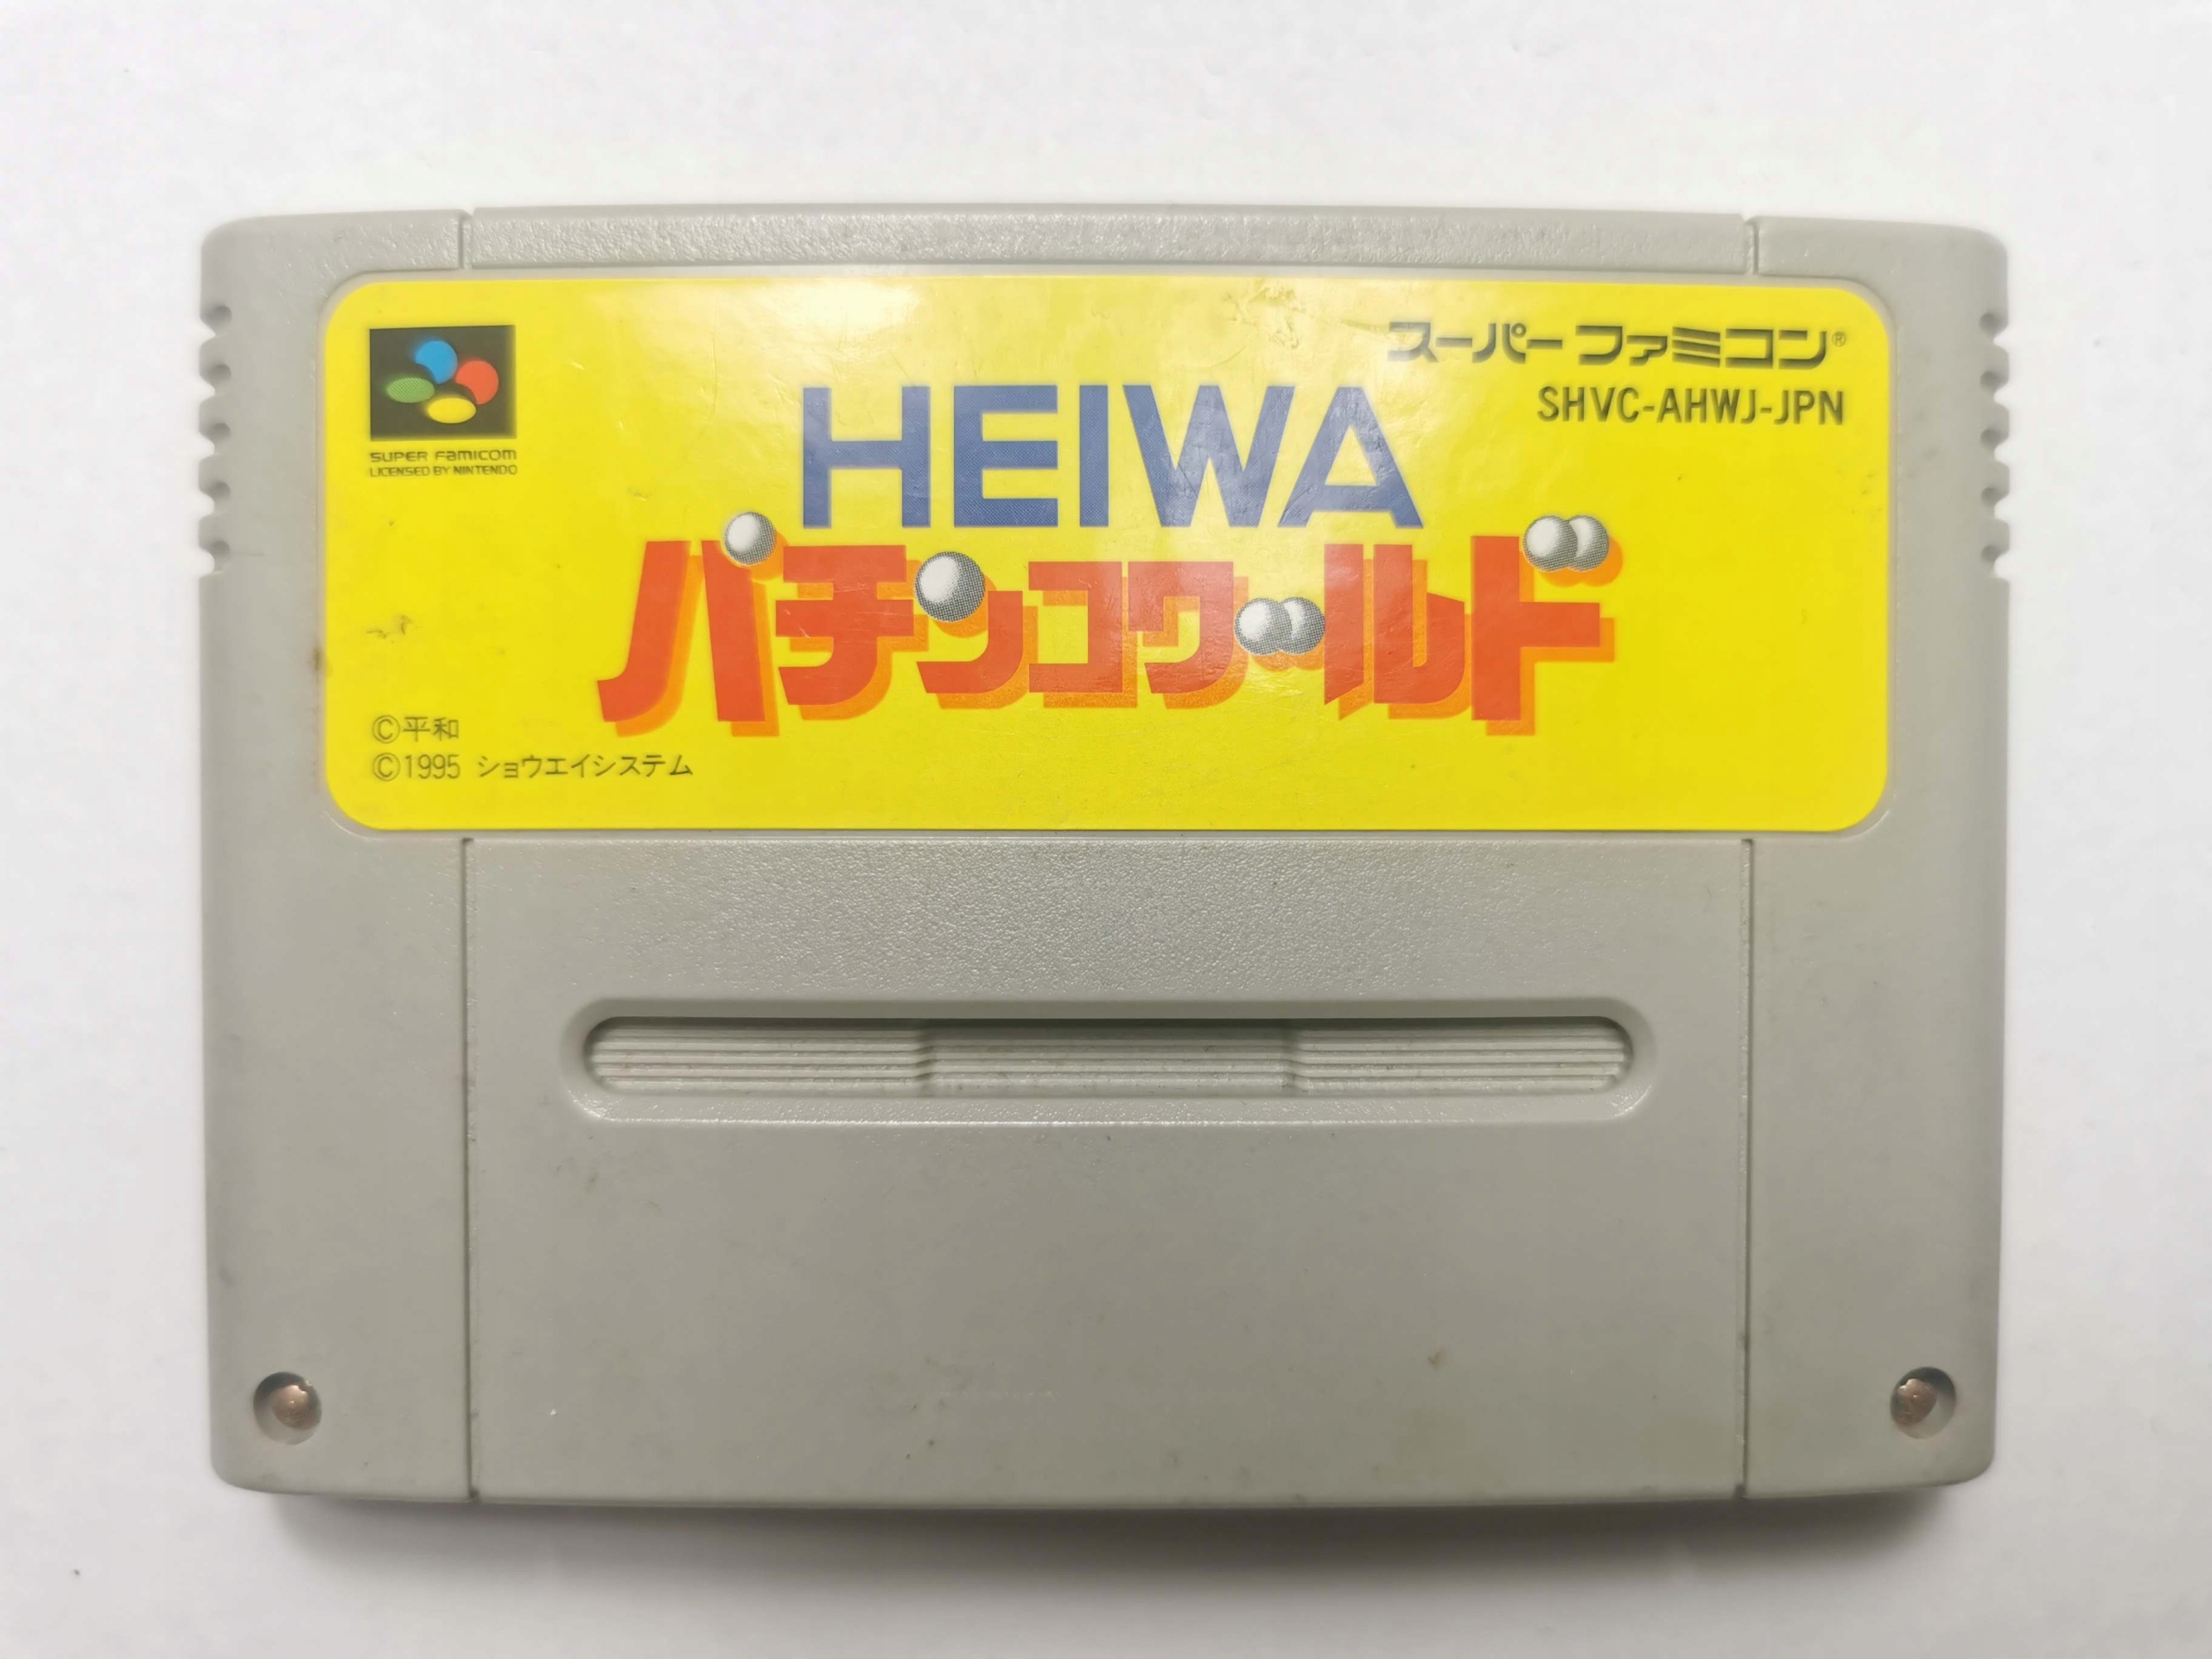 スーパーファミコン®
SHVC-AHWJ-JPN
SUPER FAMICOM
LICENSED BY NINTENDO
HEIWA
パチンコワールド
©平和
©1995 ショウエイシステム